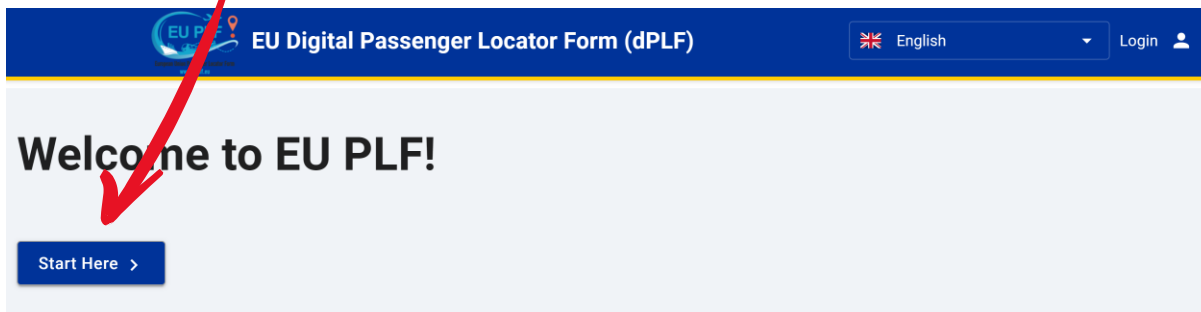 EU PLF
EU Digital Passenger Locator Form (dPLF)
English
Login
Welcome to EU PLF!
Start Here